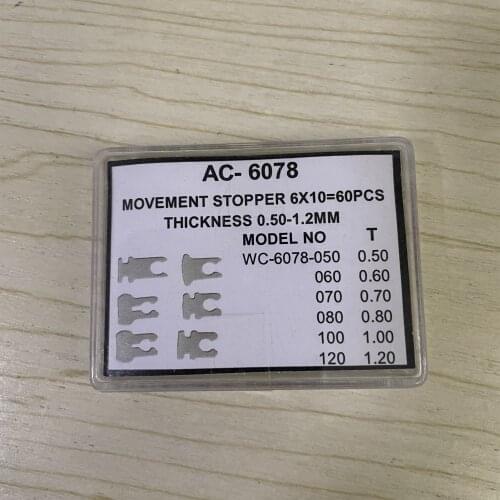 AC- 6078
MOVEMENT STOPPER 6X10=60PCS
THICKNESS 0.50-1.2MM
MODEL NO T
WC-6078-050 0.50
060 0.60
070 0.70
080 0.80
100 1.00
120 1.20